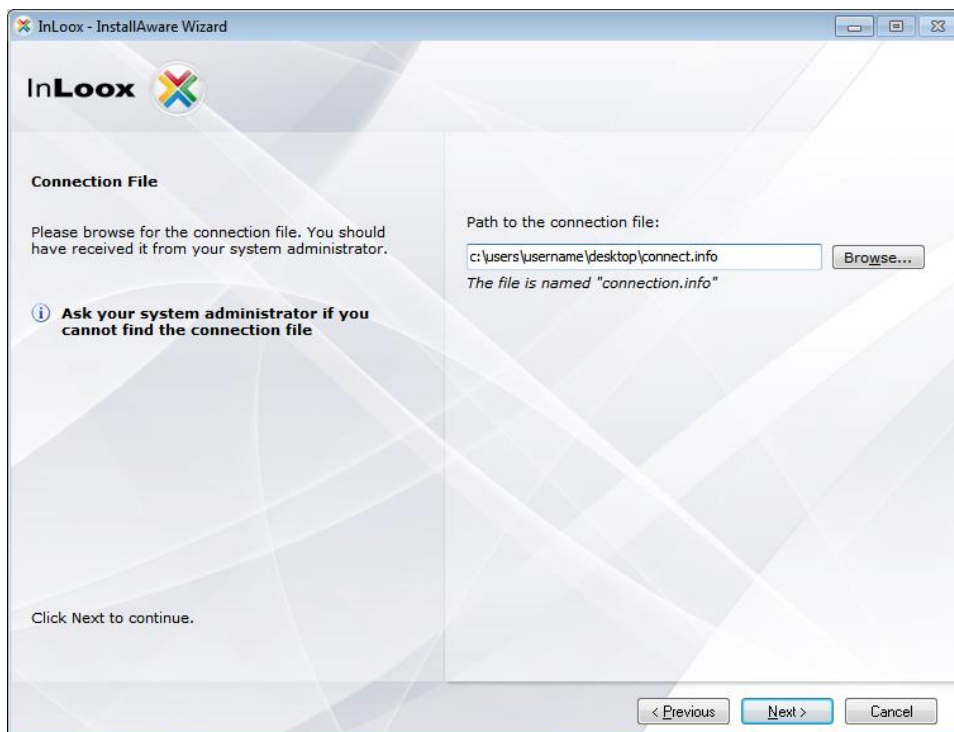 InLoox - InstallAware Wizard
InLoox
Connection File
Please browse for the connection file. You should
have received it from your system administrator.
Ask your system administrator if you
cannot find the connection file
Path to the connection file:
c:\users\username\desktop\connect.info
Browse...
The file is named "connection.info"
Click Next to continue.
< Previous
Next >
Cancel